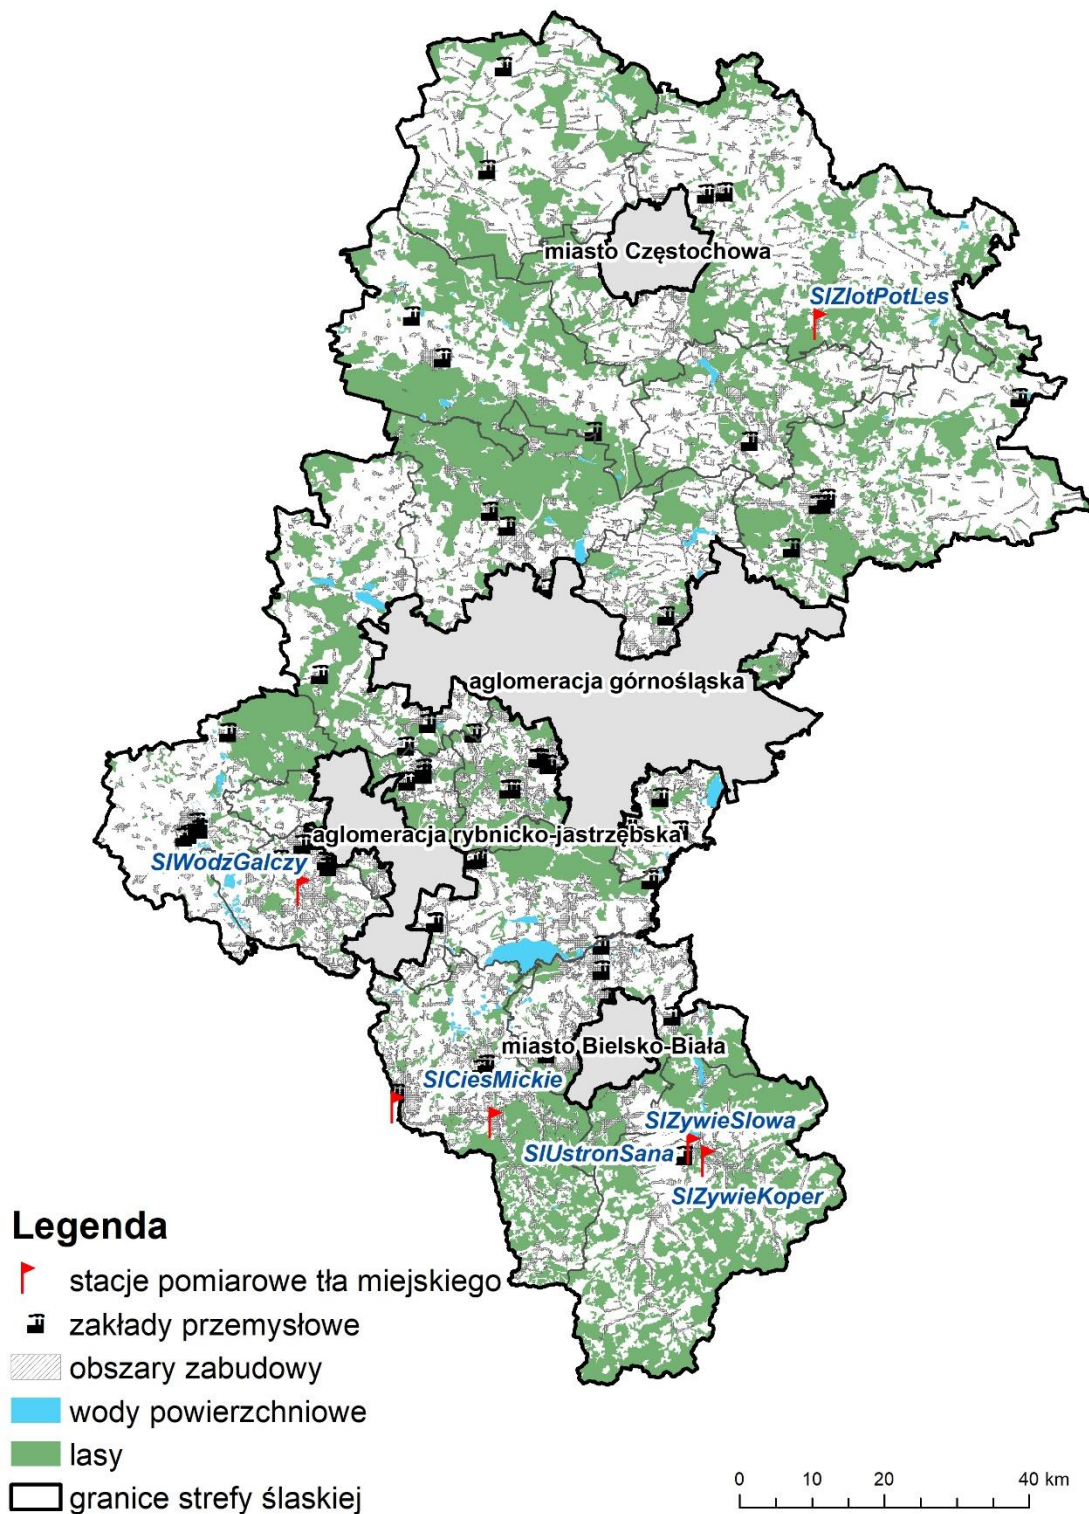 miasto Częstochowa
SlZlotPotLes
aglomeracja górnośląska
aglomeracja rybnicko-jastrzębska
SlWodzGalczy
miasto Bielsko-Biała
SlCiesMickie
SlZywieSlowa
SlUstronSana
SlZywieKoper
Legenda
stacje pomiarowe tła miejskiego
zakłady przemysłowe
obszary zabudowy
wody powierzchniowe
lasy
granice strefy ślaskiej
0 10 20 40 km